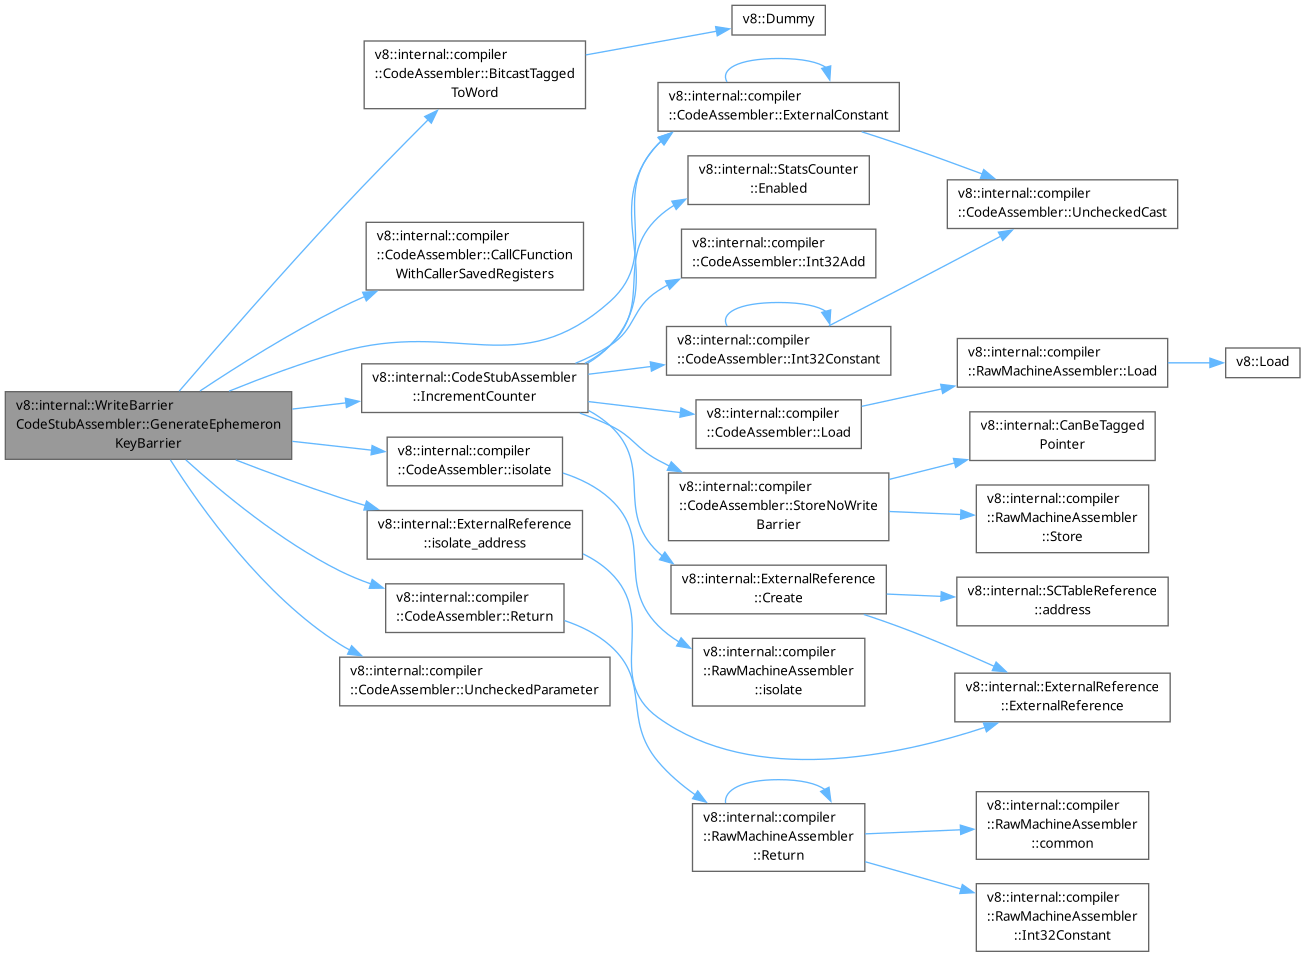 v8::internal::WriteBarrier
CodeStubAssembler::GenerateEphemeron
KeyBarrier
v8::internal::compiler
::CodeAssembler::BitcastTagged
ToWord
v8::internal::compiler
::CodeAssembler::CallCFunction
WithCallerSavedRegisters
v8::internal::CodeStubAssembler
::IncrementCounter
v8::internal::compiler
::CodeAssembler::isolate
v8::internal::ExternalReference
::isolate_address
v8::internal::compiler
::CodeAssembler::Return
v8::internal::compiler
::CodeAssembler::UncheckedParameter
v8::Dummy
v8::internal::compiler
::CodeAssembler::ExternalConstant
v8::internal::StatsCounter
::Enabled
v8::internal::compiler
::CodeAssembler::Int32Add
v8::internal::compiler
::CodeAssembler::Int32Constant
v8::internal::compiler
::CodeAssembler::Load
v8::internal::compiler
::CodeAssembler::StoreNoWrite
Barrier
v8::internal::ExternalReference
::Create
v8::internal::compiler
::RawMachineAssembler
::isolate
v8::internal::compiler
::RawMachineAssembler
::Return
v8::internal::compiler
::CodeAssembler::UncheckedCast
v8::internal::compiler
::RawMachineAssembler::Load
v8::internal::CanBeTagged
Pointer
v8::internal::compiler
::RawMachineAssembler
::Store
v8::internal::SCTableReference
::address
v8::internal::ExternalReference
::ExternalReference
v8::internal::compiler
::RawMachineAssembler
::common
v8::internal::compiler
::RawMachineAssembler
::Int32Constant
v8::Load